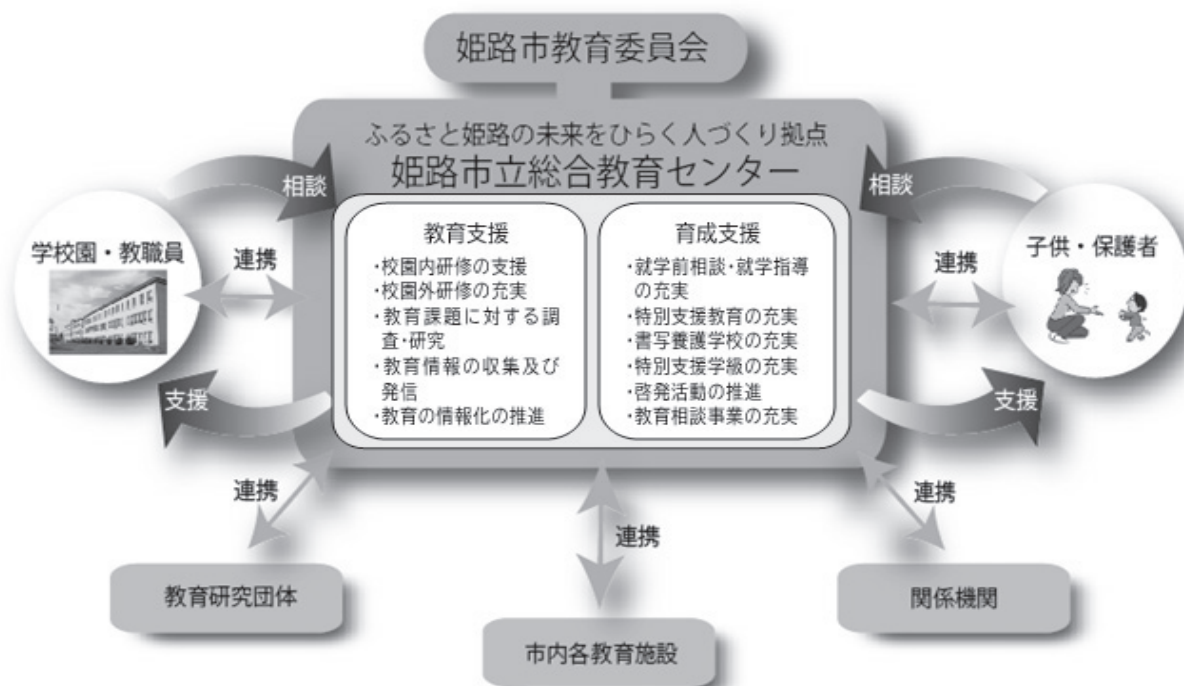 姫路市教育委員会
ふるさと姫路の未来をひらく人づくり拠点
姫路市立総合教育センター
相談
相談
学校園・教職員
連携
教育支援
・校園内研修の支援
・校園外研修の充実
・教育課題に対する調
査・研究
・教育情報の収集及び
発信
・教育の情報化の推進
育成支援
・就学前相談・就学指導
の充実
・特別支援教育の充実
・書写養護学校の充実
・特別支援学級の充実
・啓発活動の推進
・教育相談事業の充実
連携
子供・保護者
支援
支援
連携
連携
連携
教育研究団体
市内各教育施設
関係機関